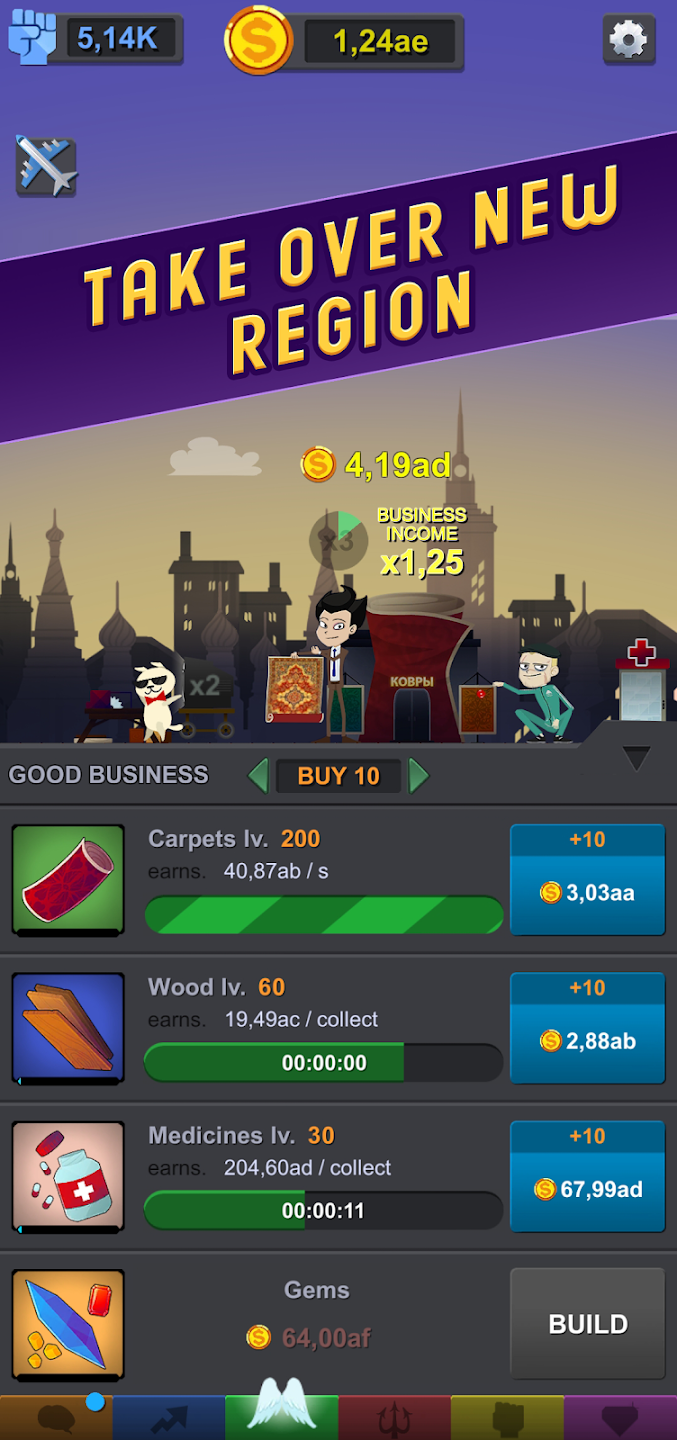 5,14K
1,24ae
TAKE OVER NEW
REGION
4,19ad
x3
BUSINESS
INCOME
x1,25
x2
КОВРЫ
GOOD BUSINESS
BUY 10
Carpets lv. 200
+10
earns. 40,87ab / s
3,03aa
Wood lv. 60
+10
earns. 19,49ac / collect
2,88ab
00:00:00
Medicines lv. 30
+10
earns. 204,60ad / collect
67,99ad
00:00:11
Gems
64,00af
BUILD